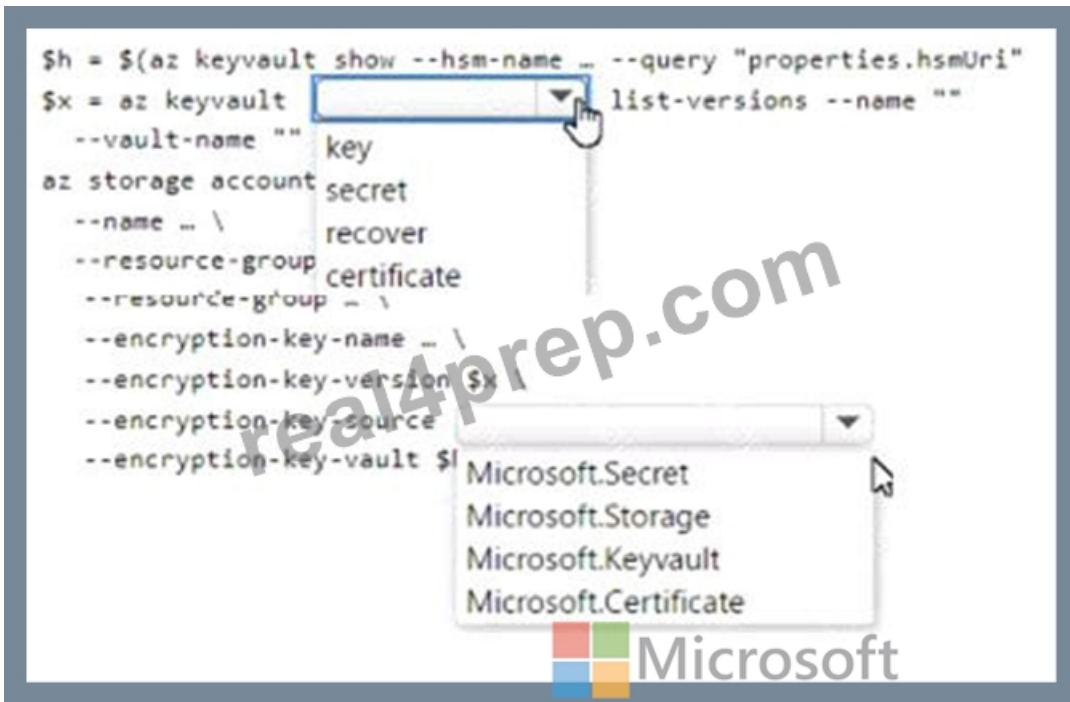 $h = $(az keyvault show --hsm-name … --query "properties.hsmUri"
$x = az keyvault list-versions --name ""
--vault-name ""
key
az storage account
secret
--name … \
recover
--resource-group
certificate
--resource-group … \
--encryption-key-name … \
--encryption-key-version $x \
--encryption-key-source
--encryption-key-vault $
Microsoft.Secret
Microsoft.Storage
Microsoft.Keyvault
Microsoft.Certificate
real4prep.com
Microsoft